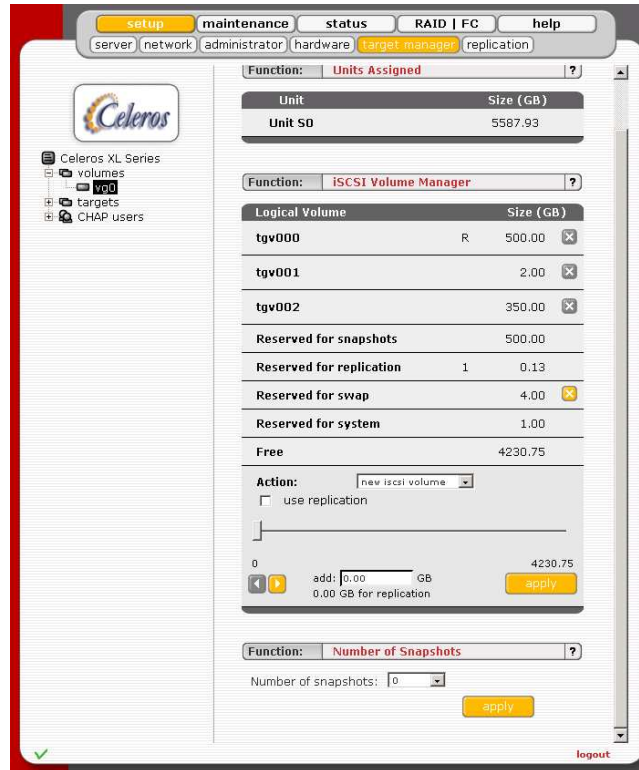 setup maintenance status RAID | FC help
server network administrator hardware target manager replication
Celeros
Celeros XL Series
volumes
vg0
targets
CHAP users
Function: Units Assigned ?
Unit Size (GB)
Unit S0 5587.93
Function: iSCSI Volume Manager ?
Logical Volume Size (GB)
tgv000 R 500.00
tgv001 2.00
tgv002 350.00
Reserved for snapshots 500.00
Reserved for replication 1 0.13
Reserved for swap 4.00
Reserved for system 1.00
Free 4230.75
Action: new iscsi volume
use replication
0 4230.75
add: 0.00 GB
0.00 GB for replication
apply
Function: Number of Snapshots ?
Number of snapshots: 0
apply
logout